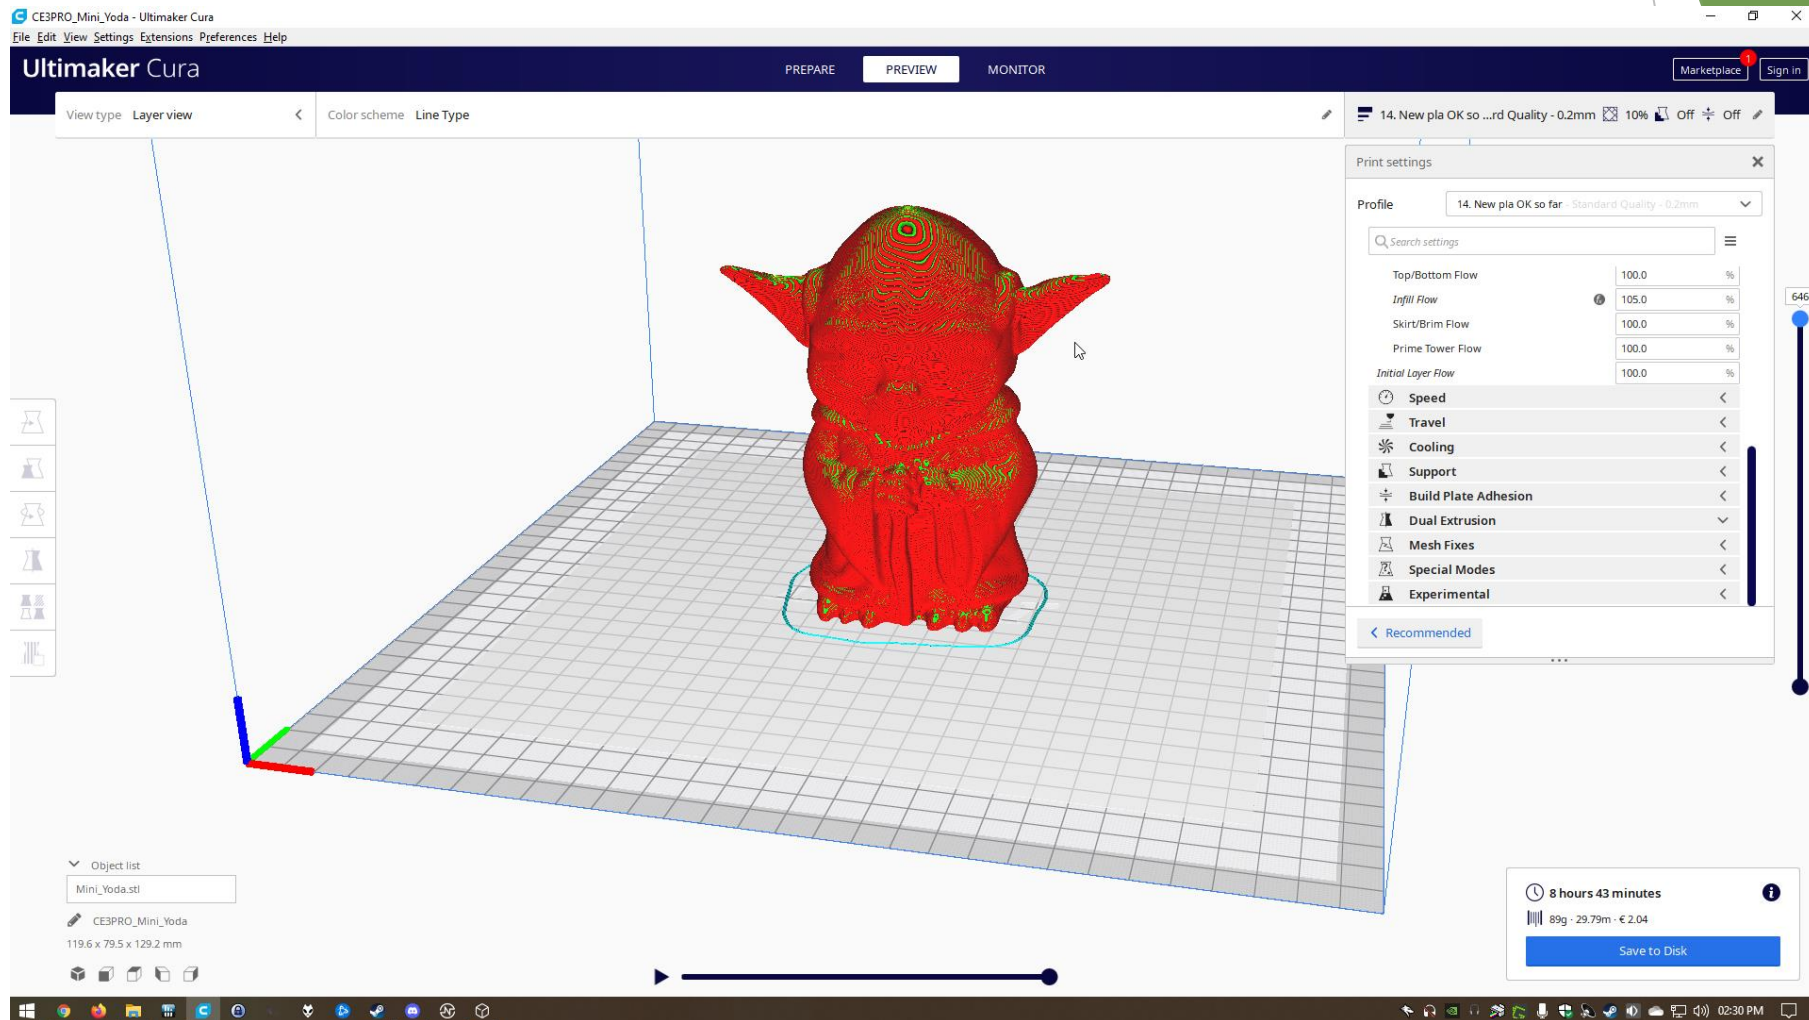 CE3PRO_Mini_Yoda - Ultimaker Cura
File Edit View Settings Extensions Preferences Help
Ultimaker Cura
PREPARE
PREVIEW
MONITOR
Marketplace
1
Sign in
View type Layer view
Color scheme Line Type
14. New pla OK so ...rd Quality - 0.2mm 10% Off Off
Print settings
Profile 14. New pla OK so far - Standard Quality - 0.2mm
Search settings
Top/Bottom Flow 100.0 %
Infill Flow 105.0 %
Skirt/Brim Flow 100.0 %
Prime Tower Flow 100.0 %
Initial Layer Flow 100.0 %
Speed
Travel
Cooling
Support
Build Plate Adhesion
Dual Extrusion
Mesh Fixes
Special Modes
Experimental
Recommended
646
Object list
Mini_Yoda.stl
CE3PRO_Mini_Yoda
119.6 x 79.5 x 129.2 mm
8 hours 43 minutes
89g · 29.79m · € 2.04
Save to Disk
02:30 PM